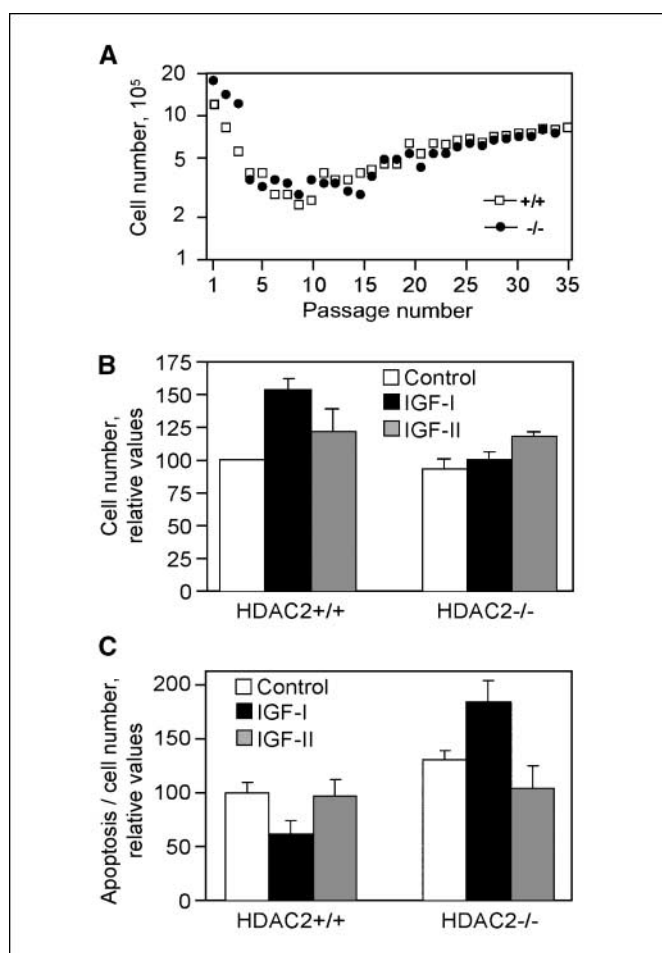 A
Cell number, 10⁵
20
10
5
2
1
+/+
-/-
1 5 10 15 20 25 30 35
Passage number
B
Cell number,
relative values
175
150
125
100
75
50
25
0
Control
IGF-I
IGF-II
HDAC2+/+ HDAC2-/-
C
Apoptosis / cell number,
relative values
200
150
100
50
0
Control
IGF-I
IGF-II
HDAC2+/+ HDAC2-/-